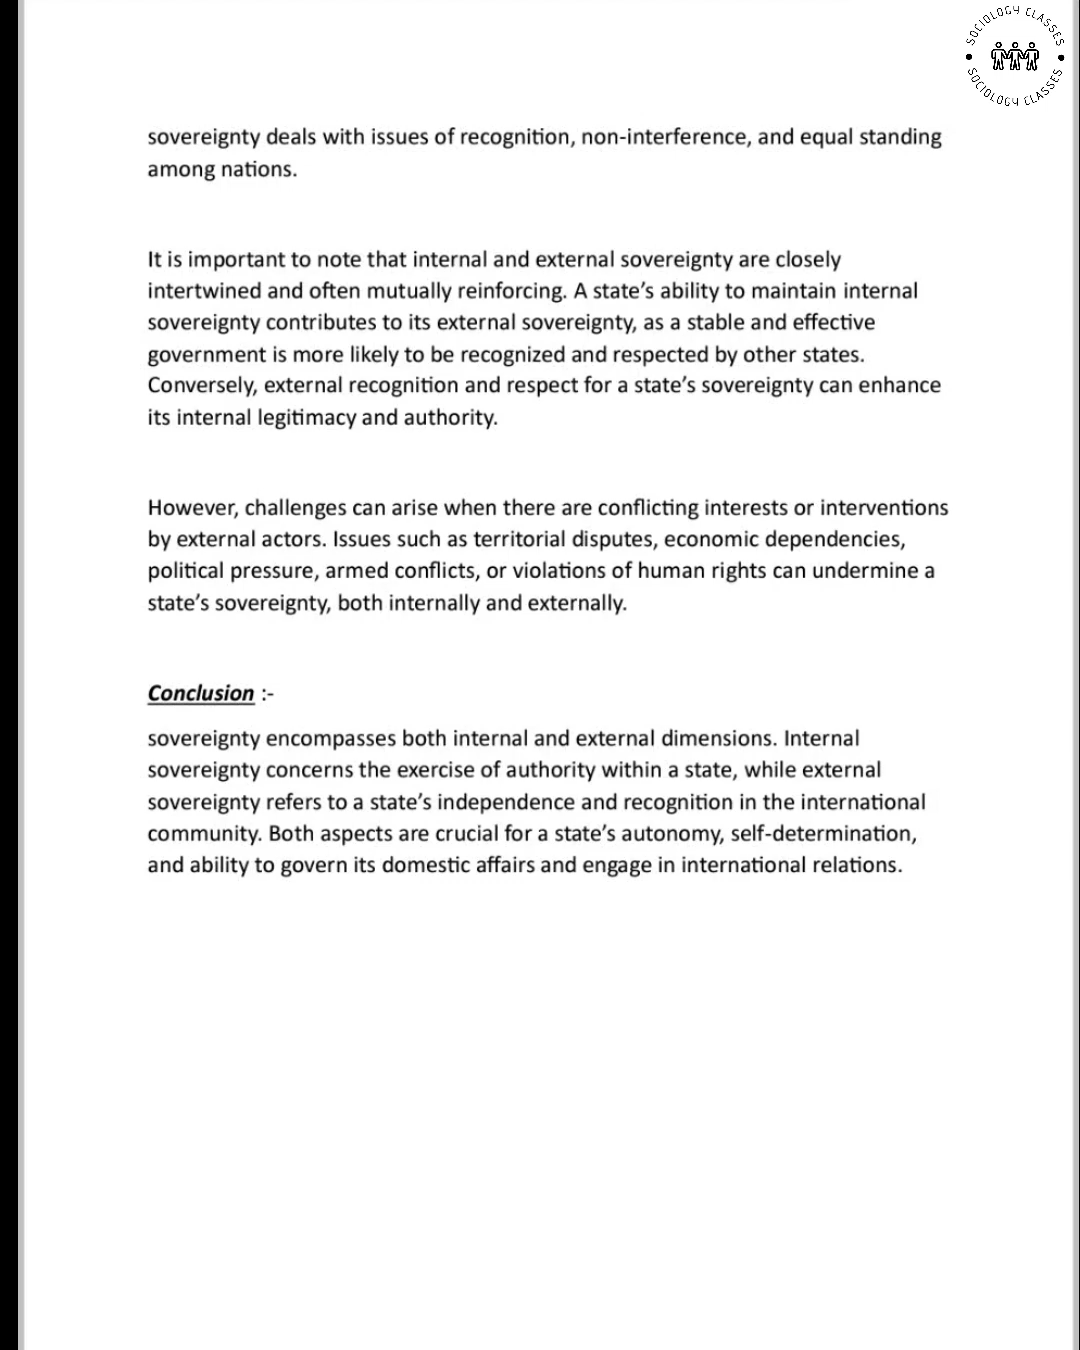 SOCIOLOGY CLASSES
SOCIOLOGY CLASSES
sovereignty deals with issues of recognition, non-interference, and equal standing
among nations.
It is important to note that internal and external sovereignty are closely
intertwined and often mutually reinforcing. A state’s ability to maintain internal
sovereignty contributes to its external sovereignty, as a stable and effective
government is more likely to be recognized and respected by other states.
Conversely, external recognition and respect for a state’s sovereignty can enhance
its internal legitimacy and authority.
However, challenges can arise when there are conflicting interests or interventions
by external actors. Issues such as territorial disputes, economic dependencies,
political pressure, armed conflicts, or violations of human rights can undermine a
state’s sovereignty, both internally and externally.
Conclusion :-
sovereignty encompasses both internal and external dimensions. Internal
sovereignty concerns the exercise of authority within a state, while external
sovereignty refers to a state’s independence and recognition in the international
community. Both aspects are crucial for a state’s autonomy, self-determination,
and ability to govern its domestic affairs and engage in international relations.